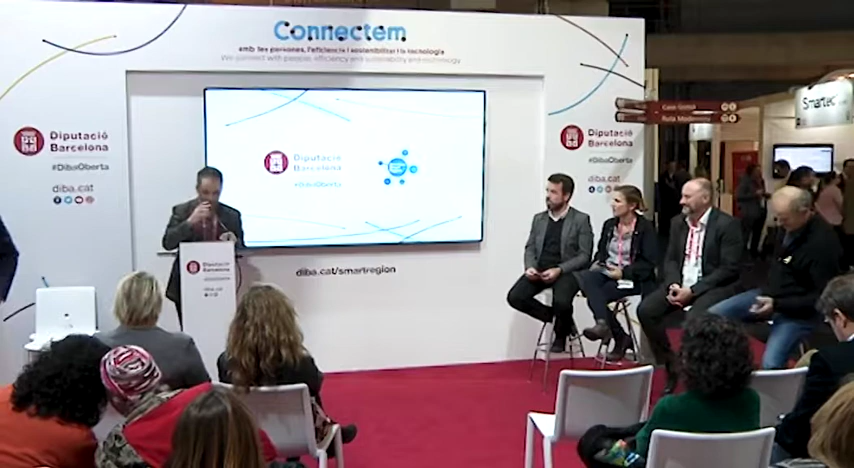 Connectem
amb les persones, l'eficiència i sostenibilitat i la tecnologia
We connect with people, efficiency and sustainability and technology
Diputació
Barcelona
#DibaOberta
diba.cat
Diputació
Barcelona
#DibaOberta
Diputació
Barcelona
#DibaOberta
diba.cat
diba.cat/smartregion
Diputació
Barcelona
Smartec